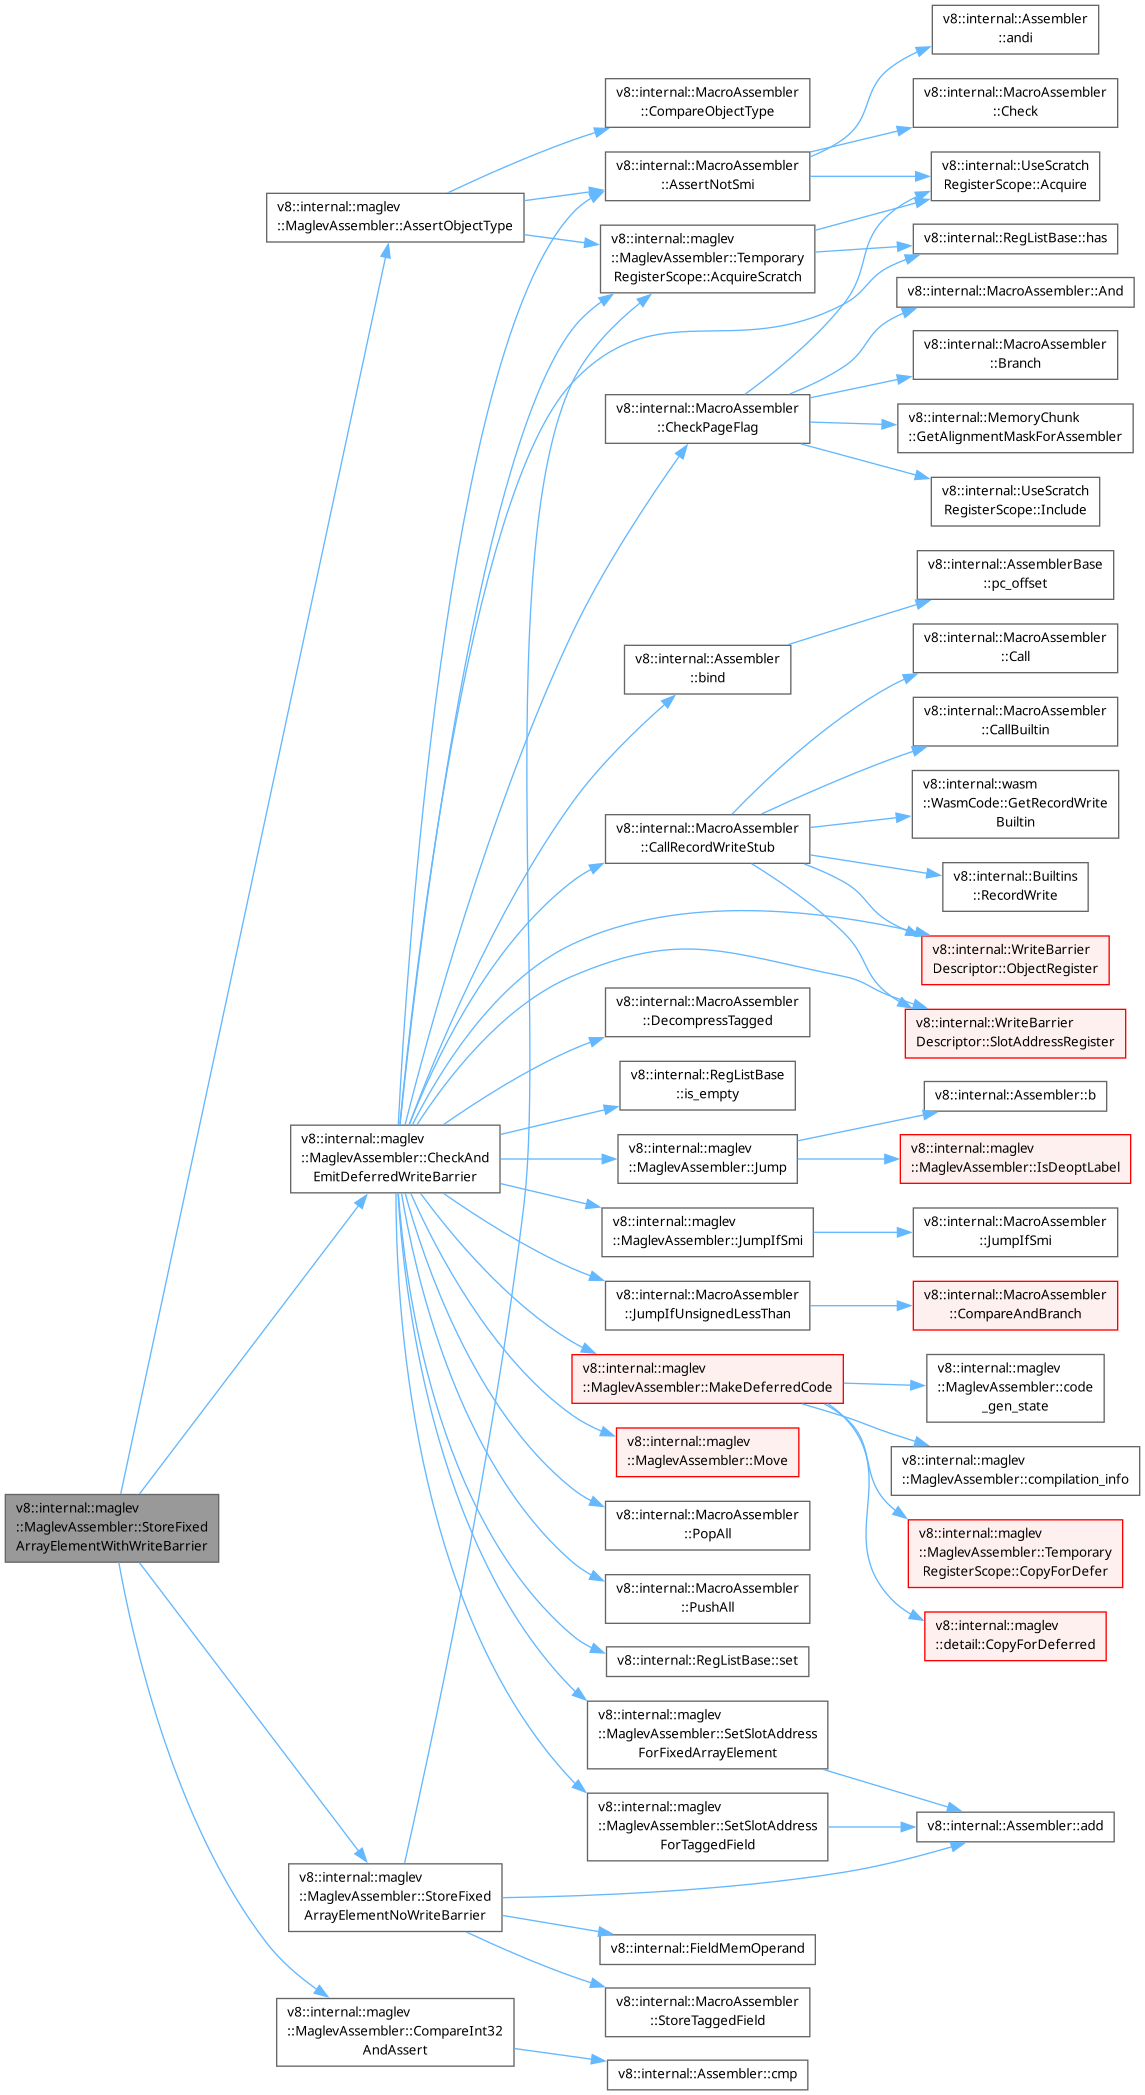 v8::internal::Assembler
::andi
v8::internal::MacroAssembler
::CompareObjectType
v8::internal::MacroAssembler
::Check
v8::internal::MacroAssembler
::AssertNotSmi
v8::internal::UseScratch
RegisterScope::Acquire
v8::internal::maglev
::MaglevAssembler::AssertObjectType
v8::internal::maglev
::MaglevAssembler::Temporary
RegisterScope::AcquireScratch
v8::internal::RegListBase::has
v8::internal::MacroAssembler::And
v8::internal::MacroAssembler
::Branch
v8::internal::MacroAssembler
::CheckPageFlag
v8::internal::MemoryChunk
::GetAlignmentMaskForAssembler
v8::internal::UseScratch
RegisterScope::Include
v8::internal::AssemblerBase
::pc_offset
v8::internal::Assembler
::bind
v8::internal::MacroAssembler
::Call
v8::internal::MacroAssembler
::CallBuiltin
v8::internal::wasm
::WasmCode::GetRecordWrite
Builtin
v8::internal::MacroAssembler
::CallRecordWriteStub
v8::internal::Builtins
::RecordWrite
v8::internal::WriteBarrier
Descriptor::ObjectRegister
v8::internal::MacroAssembler
::DecompressTagged
v8::internal::WriteBarrier
Descriptor::SlotAddressRegister
v8::internal::RegListBase
::is_empty
v8::internal::Assembler::b
v8::internal::maglev
::MaglevAssembler::CheckAnd
EmitDeferredWriteBarrier
v8::internal::maglev
::MaglevAssembler::Jump
v8::internal::maglev
::MaglevAssembler::IsDeoptLabel
v8::internal::maglev
::MaglevAssembler::JumpIfSmi
v8::internal::MacroAssembler
::JumpIfSmi
v8::internal::MacroAssembler
::JumpIfUnsignedLessThan
v8::internal::MacroAssembler
::CompareAndBranch
v8::internal::maglev
::MaglevAssembler::MakeDeferredCode
v8::internal::maglev
::MaglevAssembler::code
_gen_state
v8::internal::maglev
::MaglevAssembler::Move
v8::internal::maglev
::MaglevAssembler::compilation_info
v8::internal::maglev
::MaglevAssembler::StoreFixed
ArrayElementWithWriteBarrier
v8::internal::MacroAssembler
::PopAll
v8::internal::maglev
::MaglevAssembler::Temporary
RegisterScope::CopyForDefer
v8::internal::MacroAssembler
::PushAll
v8::internal::maglev
::detail::CopyForDeferred
v8::internal::RegListBase::set
v8::internal::maglev
::MaglevAssembler::SetSlotAddress
ForFixedArrayElement
v8::internal::maglev
::MaglevAssembler::SetSlotAddress
ForTaggedField
v8::internal::Assembler::add
v8::internal::maglev
::MaglevAssembler::StoreFixed
ArrayElementNoWriteBarrier
v8::internal::FieldMemOperand
v8::internal::MacroAssembler
::StoreTaggedField
v8::internal::maglev
::MaglevAssembler::CompareInt32
AndAssert
v8::internal::Assembler::cmp